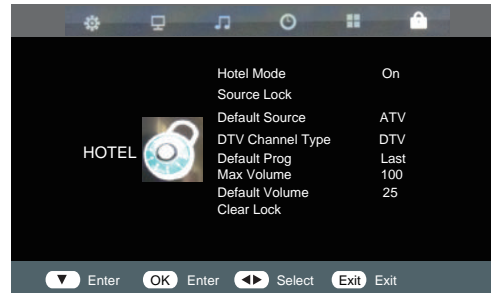 Hotel Mode On
Source Lock
Default Source ATV
DTV Channel Type DTV
HOTEL
Default Prog Last
Max Volume 100
Default Volume 25
Clear Lock
Enter OK Enter Select Exit Exit